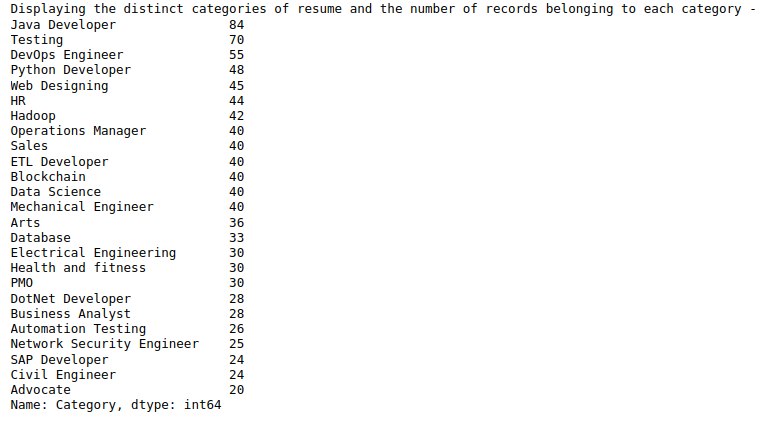 Displaying the distinct categories of resume and the number of records belonging to each category -
Java Developer 84
Testing 70
DevOps Engineer 55
Python Developer 48
Web Designing 45
HR 44
Hadoop 42
Operations Manager 40
Sales 40
ETL Developer 40
Blockchain 40
Data Science 40
Mechanical Engineer 40
Arts 36
Database 33
Electrical Engineering 30
Health and fitness 30
PMO 30
DotNet Developer 28
Business Analyst 28
Automation Testing 26
Network Security Engineer 25
SAP Developer 24
Civil Engineer 24
Advocate 20
Name: Category, dtype: int64